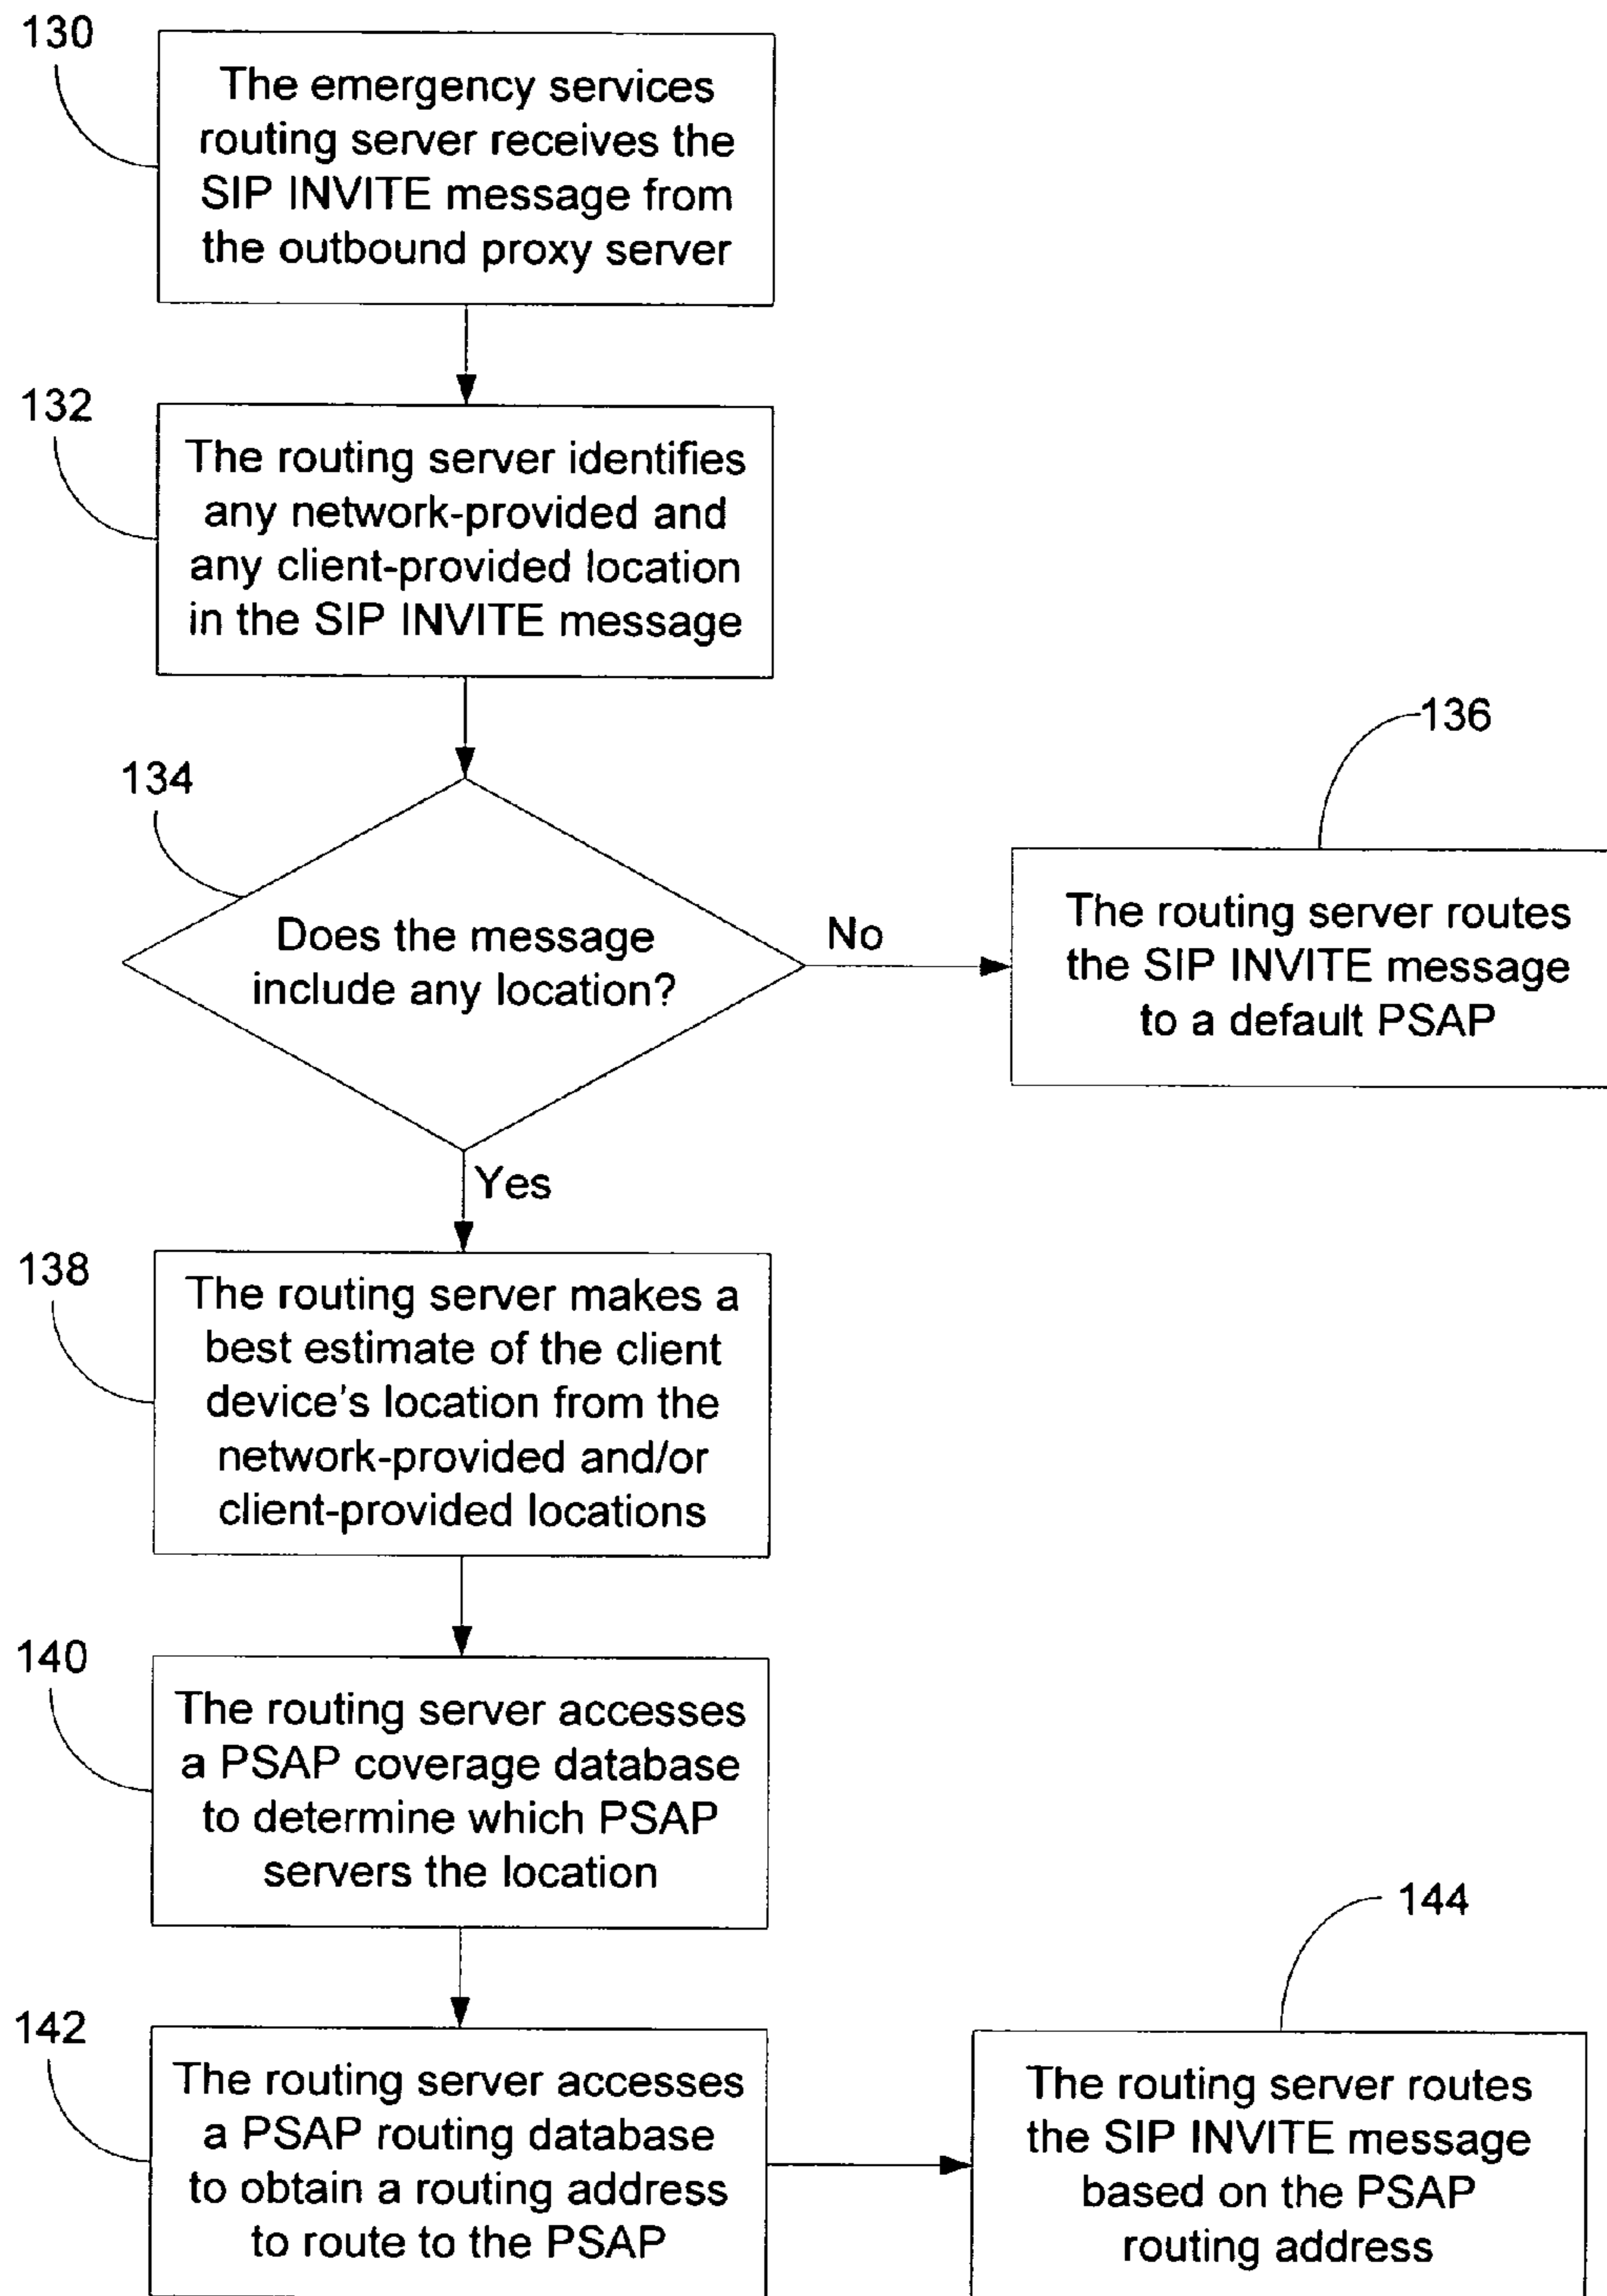 130
The emergency services
routing server receives the
SIP INVITE message from
the outbound proxy server
132
The routing server identifies
any network-provided and
any client-provided location
in the SIP INVITE message
134
Does the message
include any location?
No
136
The routing server routes
the SIP INVITE message
to a default PSAP
Yes
138
The routing server makes a
best estimate of the client
device's location from the
network-provided and/or
client-provided locations
140
The routing server accesses
a PSAP coverage database
to determine which PSAP
servers the location
142
The routing server accesses
a PSAP routing database
to obtain a routing address
to route to the PSAP
144
The routing server routes
the SIP INVITE message
based on the PSAP
routing address